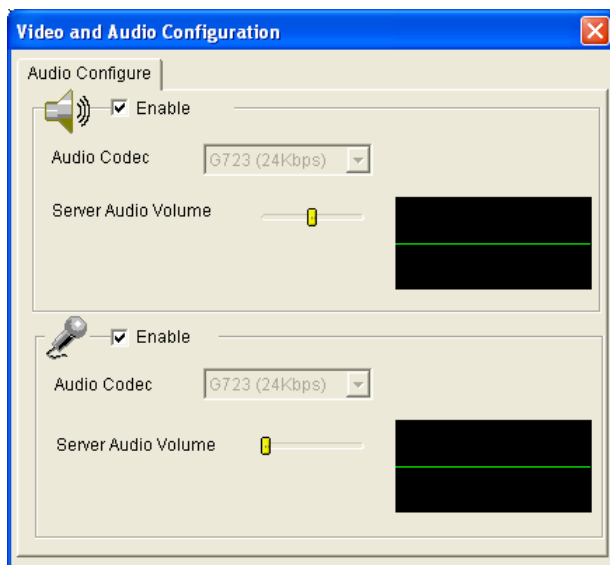 Video and Audio Configuration
Audio Configure
Enable
Audio Codec G723 (24Kbps)
Server Audio Volume
Enable
Audio Codec G723 (24Kbps)
Server Audio Volume